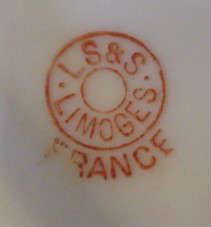 · LS&S ·
LIMOGES
FRANCE